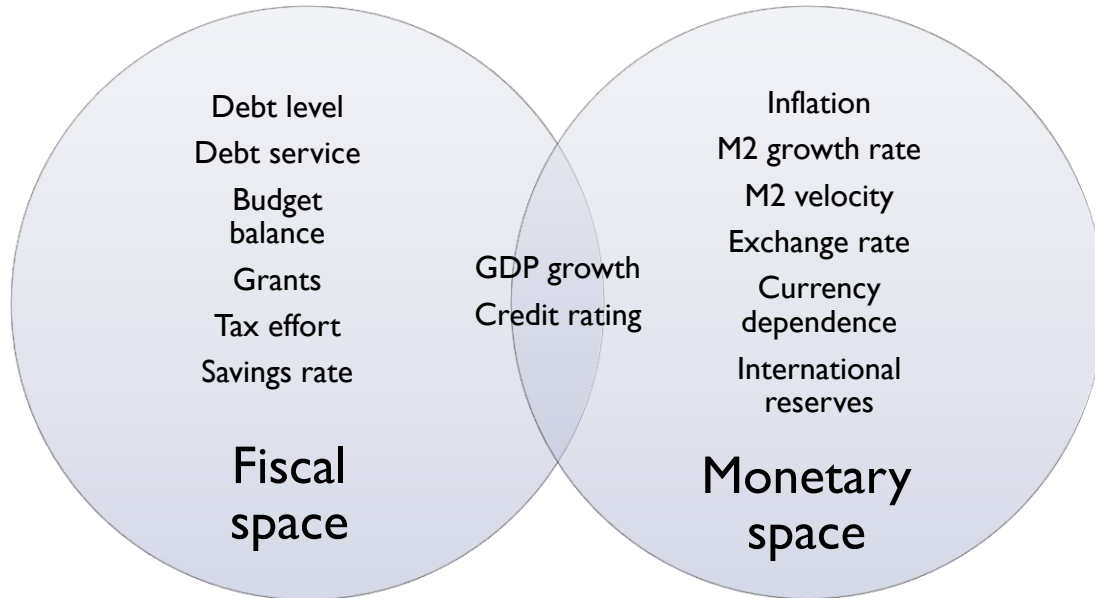 Debt level
Debt service
Budget
balance
Grants
Tax effort
Savings rate
Fiscal
space
GDP growth
Credit rating
Inflation
M2 growth rate
M2 velocity
Exchange rate
Currency
dependence
International
reserves
Monetary
space